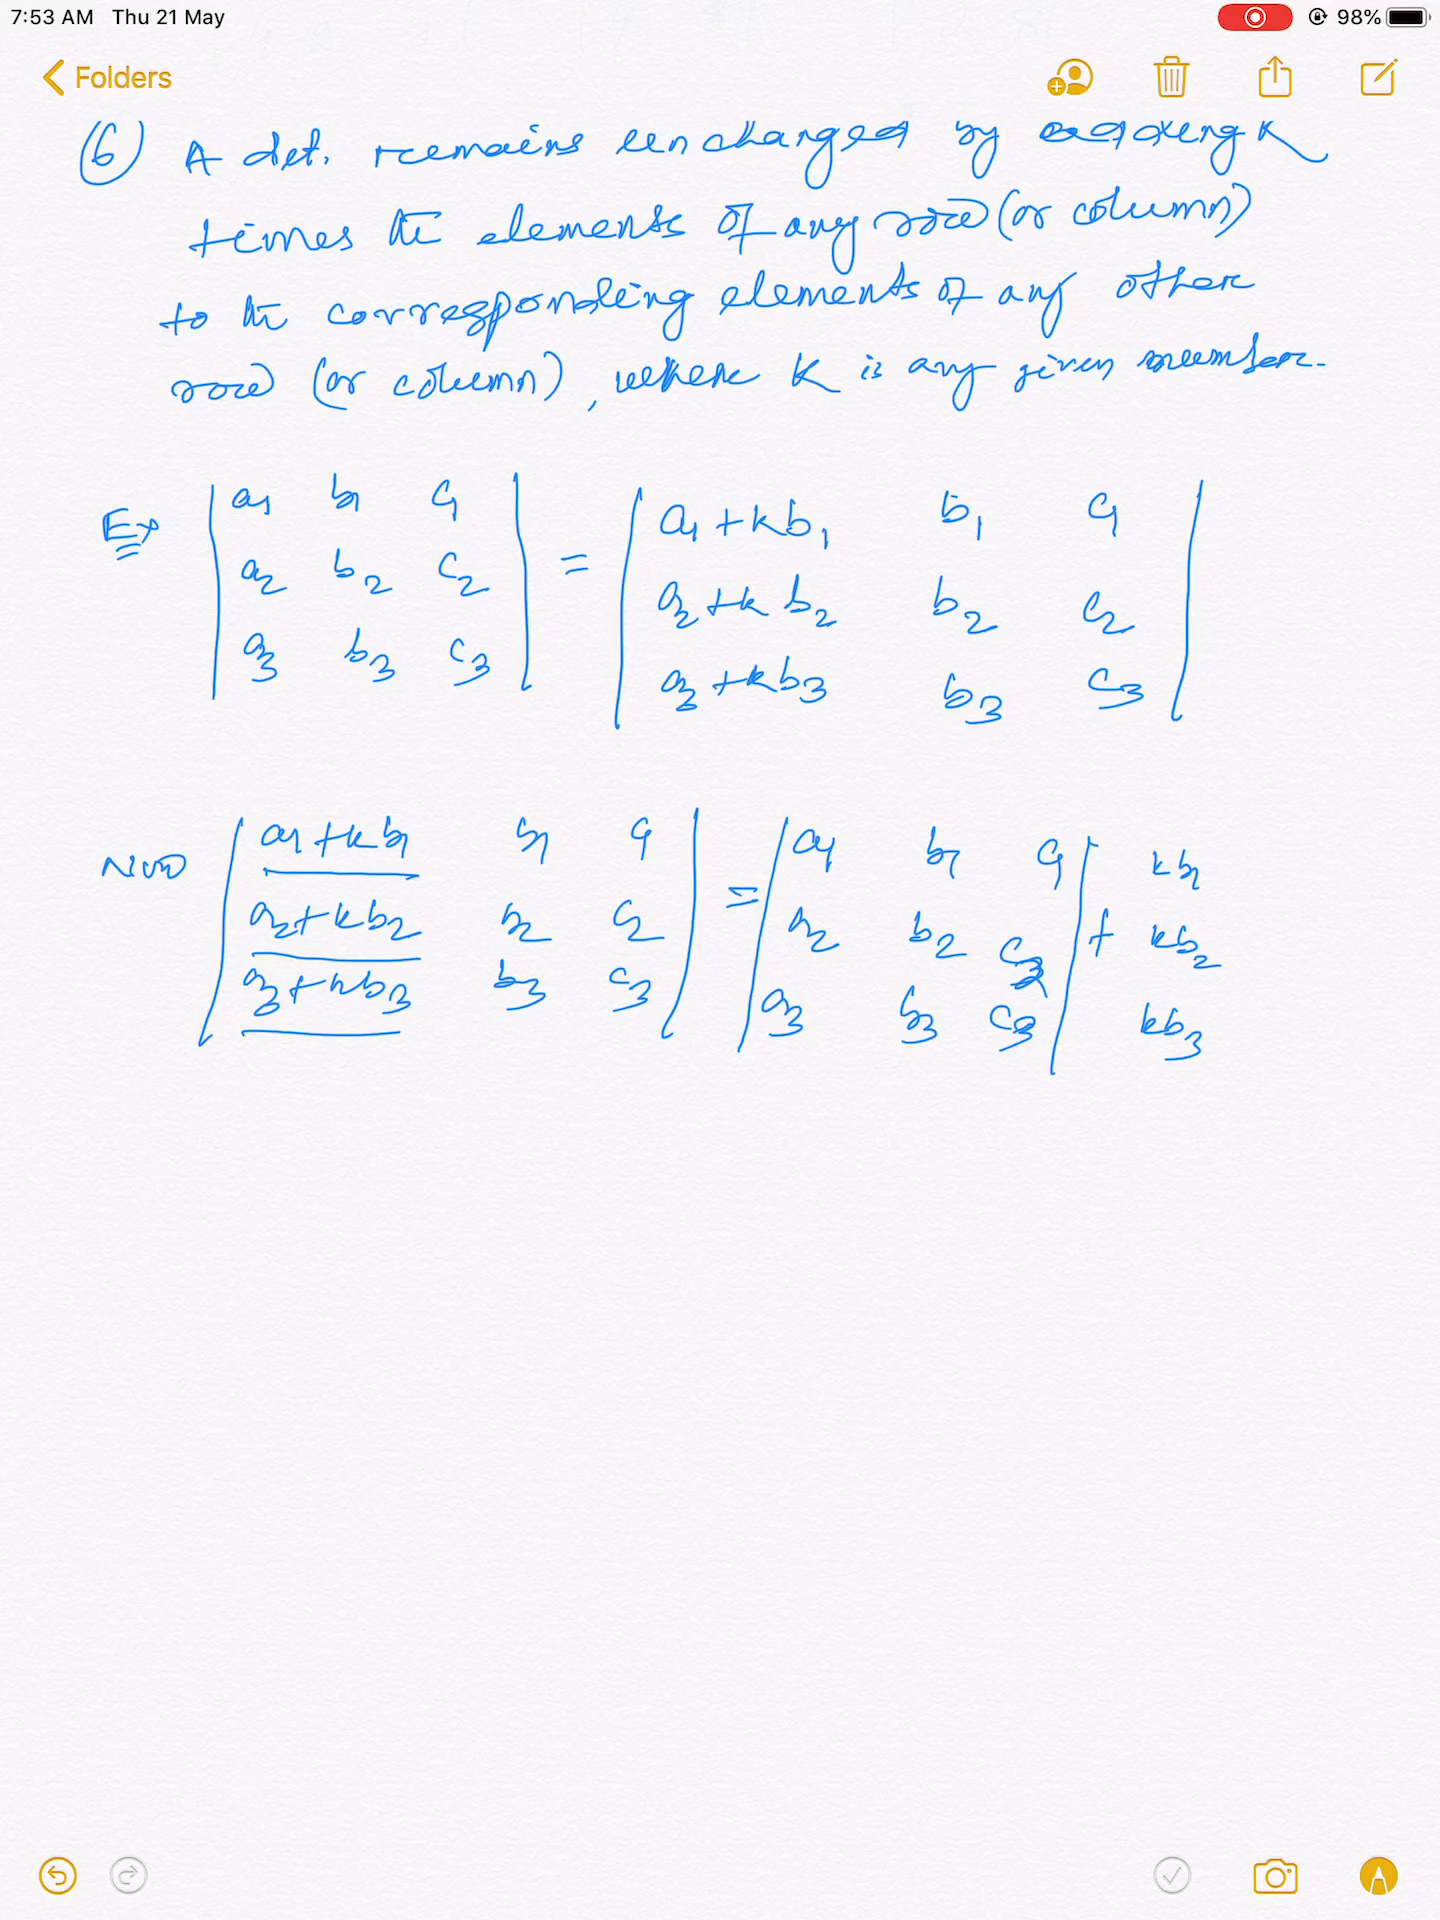 7:53 AM Thu 21 May 98%
Folders
(6) A det. remains unchanged by adding k
times the elements of any row (or column)
to the corresponding elements of any other
row (or column), where k is any given number.
Ex | a1 b1 c1 | = | a1+kb1 b1 c1 |
| a2 b2 c2 | | a2+kb2 b2 c2 |
| a3 b3 c3 | | a3+kb3 b3 c3 |
Now | a1+kb1 b1 c1 | = | a1 b1 c1 | + kb1
| a2+kb2 b2 c2 | | a2 b2 c2 | kb2
| a3+kb3 b3 c3 | | a3 b3 c3 | kb3